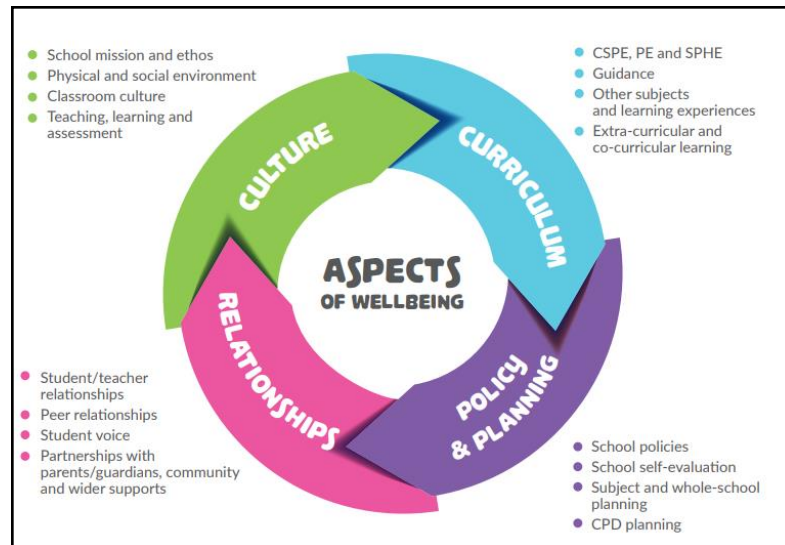 School mission and ethos
Physical and social environment
Classroom culture
Teaching, learning and
assessment
CSPE, PE and SPHE
Guidance
Other subjects
and learning experiences
Extra-curricular and
co-curricular learning
CULTURE
CURRICULUM
ASPECTS
OF WELLBEING
RELATIONSHIPS
POLICY
& PLANNING
Student/teacher
relationships
Peer relationships
Student voice
Partnerships with
parents/guardians, community
and wider supports
School policies
School self-evaluation
Subject and whole-school
planning
CPD planning